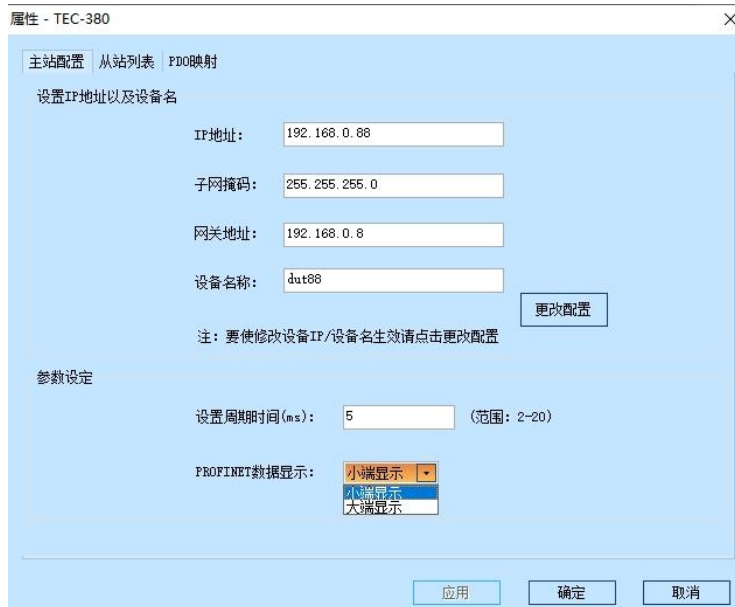 属性 - TEC-380
主站配置 从站列表 PDO映射
设置IP地址以及设备名
IP地址: 192.168.0.88
子网掩码: 255.255.255.0
网关地址: 192.168.0.8
设备名称: dut88
更改配置
注: 要使修改设备IP/设备名生效请点击更改配置
参数设定
设置周期时间(ms): 5 (范围: 2-20)
PROFINET数据显示: 小端显示
小端显示
大端显示
应用 确定 取消